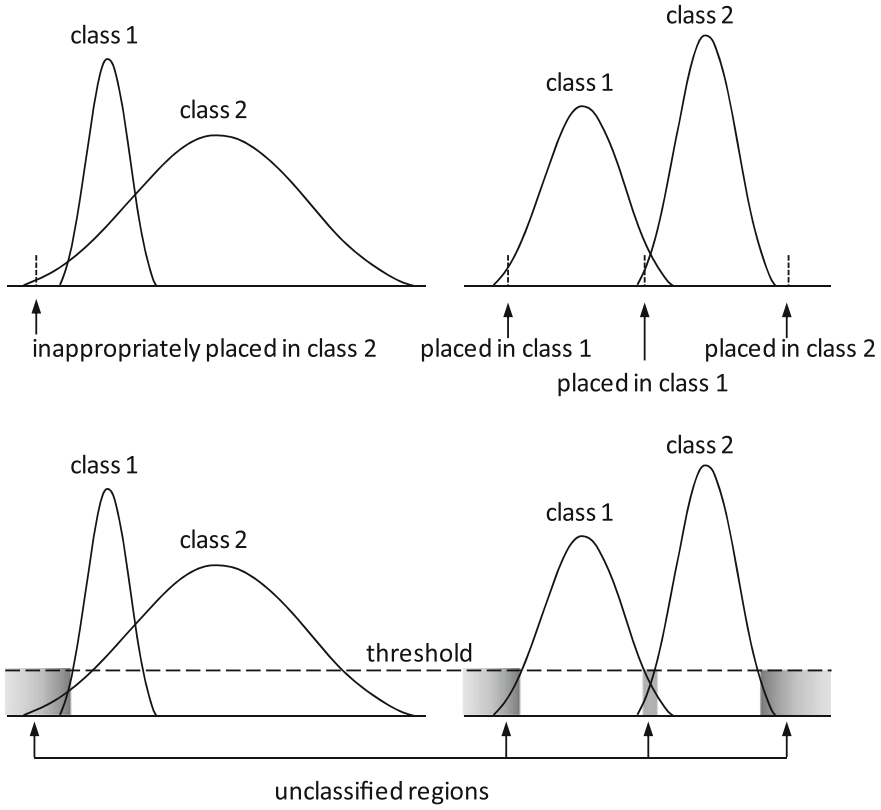 class 1
class 2
class 1
class 2
inappropriately placed in class 2
placed in class 1
placed in class 1
placed in class 2
class 1
class 2
class 1
class 2
threshold
unclassified regions